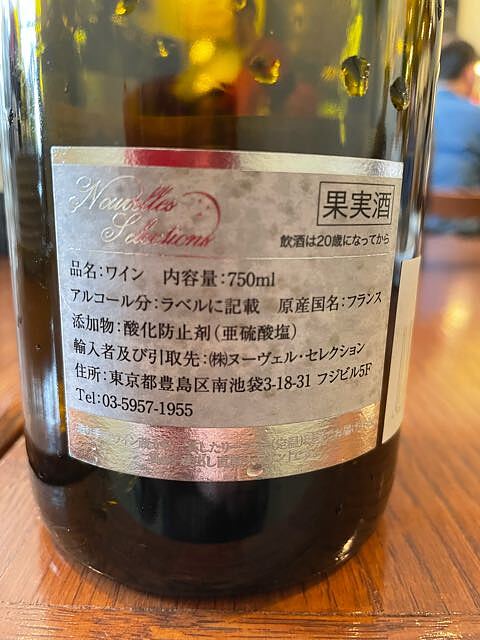 Nouvelles
Selections
果実酒
飲酒は20歳になってから
品名:ワイン 内容量:750ml
アルコール分:ラベルに記載 原産国名:フランス
添加物:酸化防止剤(亜硫酸塩)
輸入者及び引取先:㈱ヌーヴェル・セレクション
住所:東京都豊島区南池袋3-18-31 フジビル5F
Tel:03-5957-1955